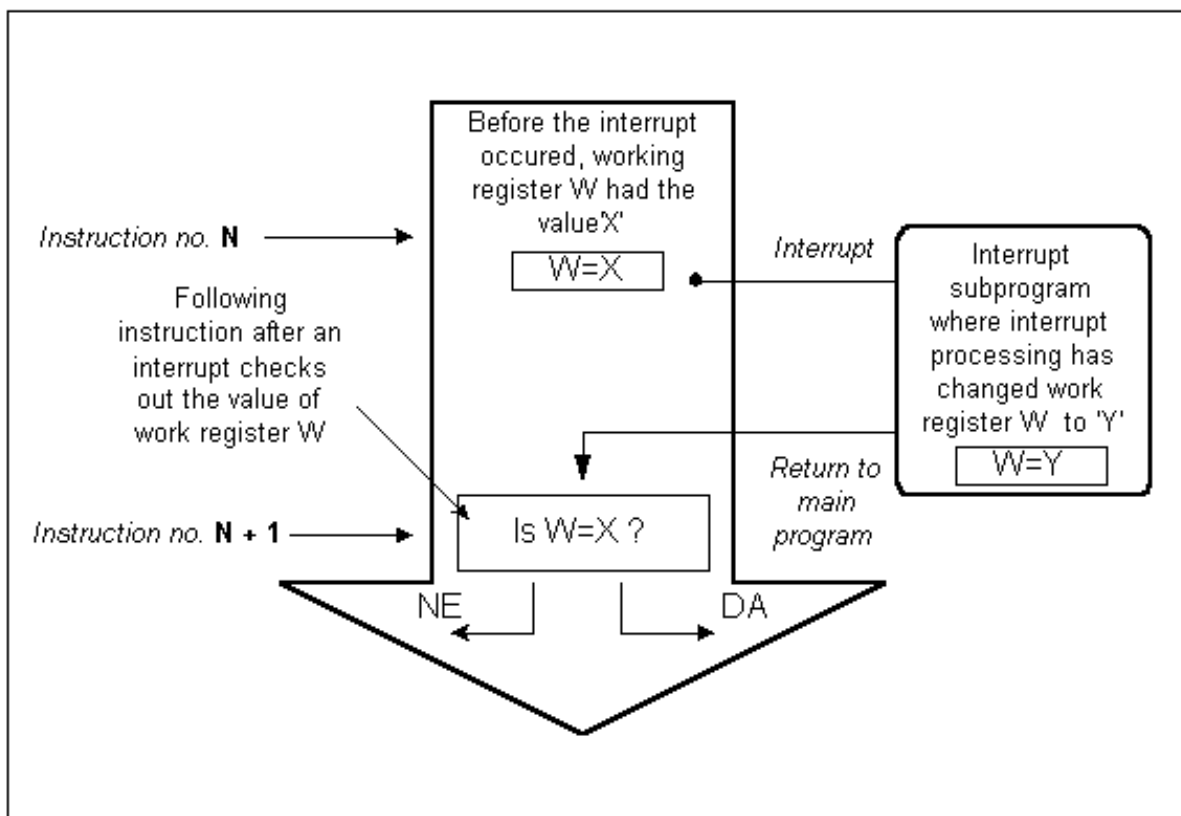 Before the interrupt
occured, working
register W had the
value'X'
W=X
Instruction no. N
Interrupt
Interrupt
subprogram
where interrupt
processing has
changed work
register W to 'Y'
W=Y
Following
instruction after an
interrupt checks
out the value of
work register W
Return to
main
program
Instruction no. N + 1
Is W=X ?
NE
DA